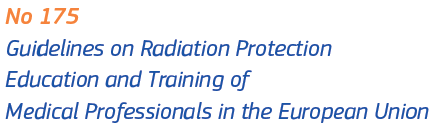 No 175
Guidelines on Radiation Protection
Education and Training of
Medical Professionals in the European Union